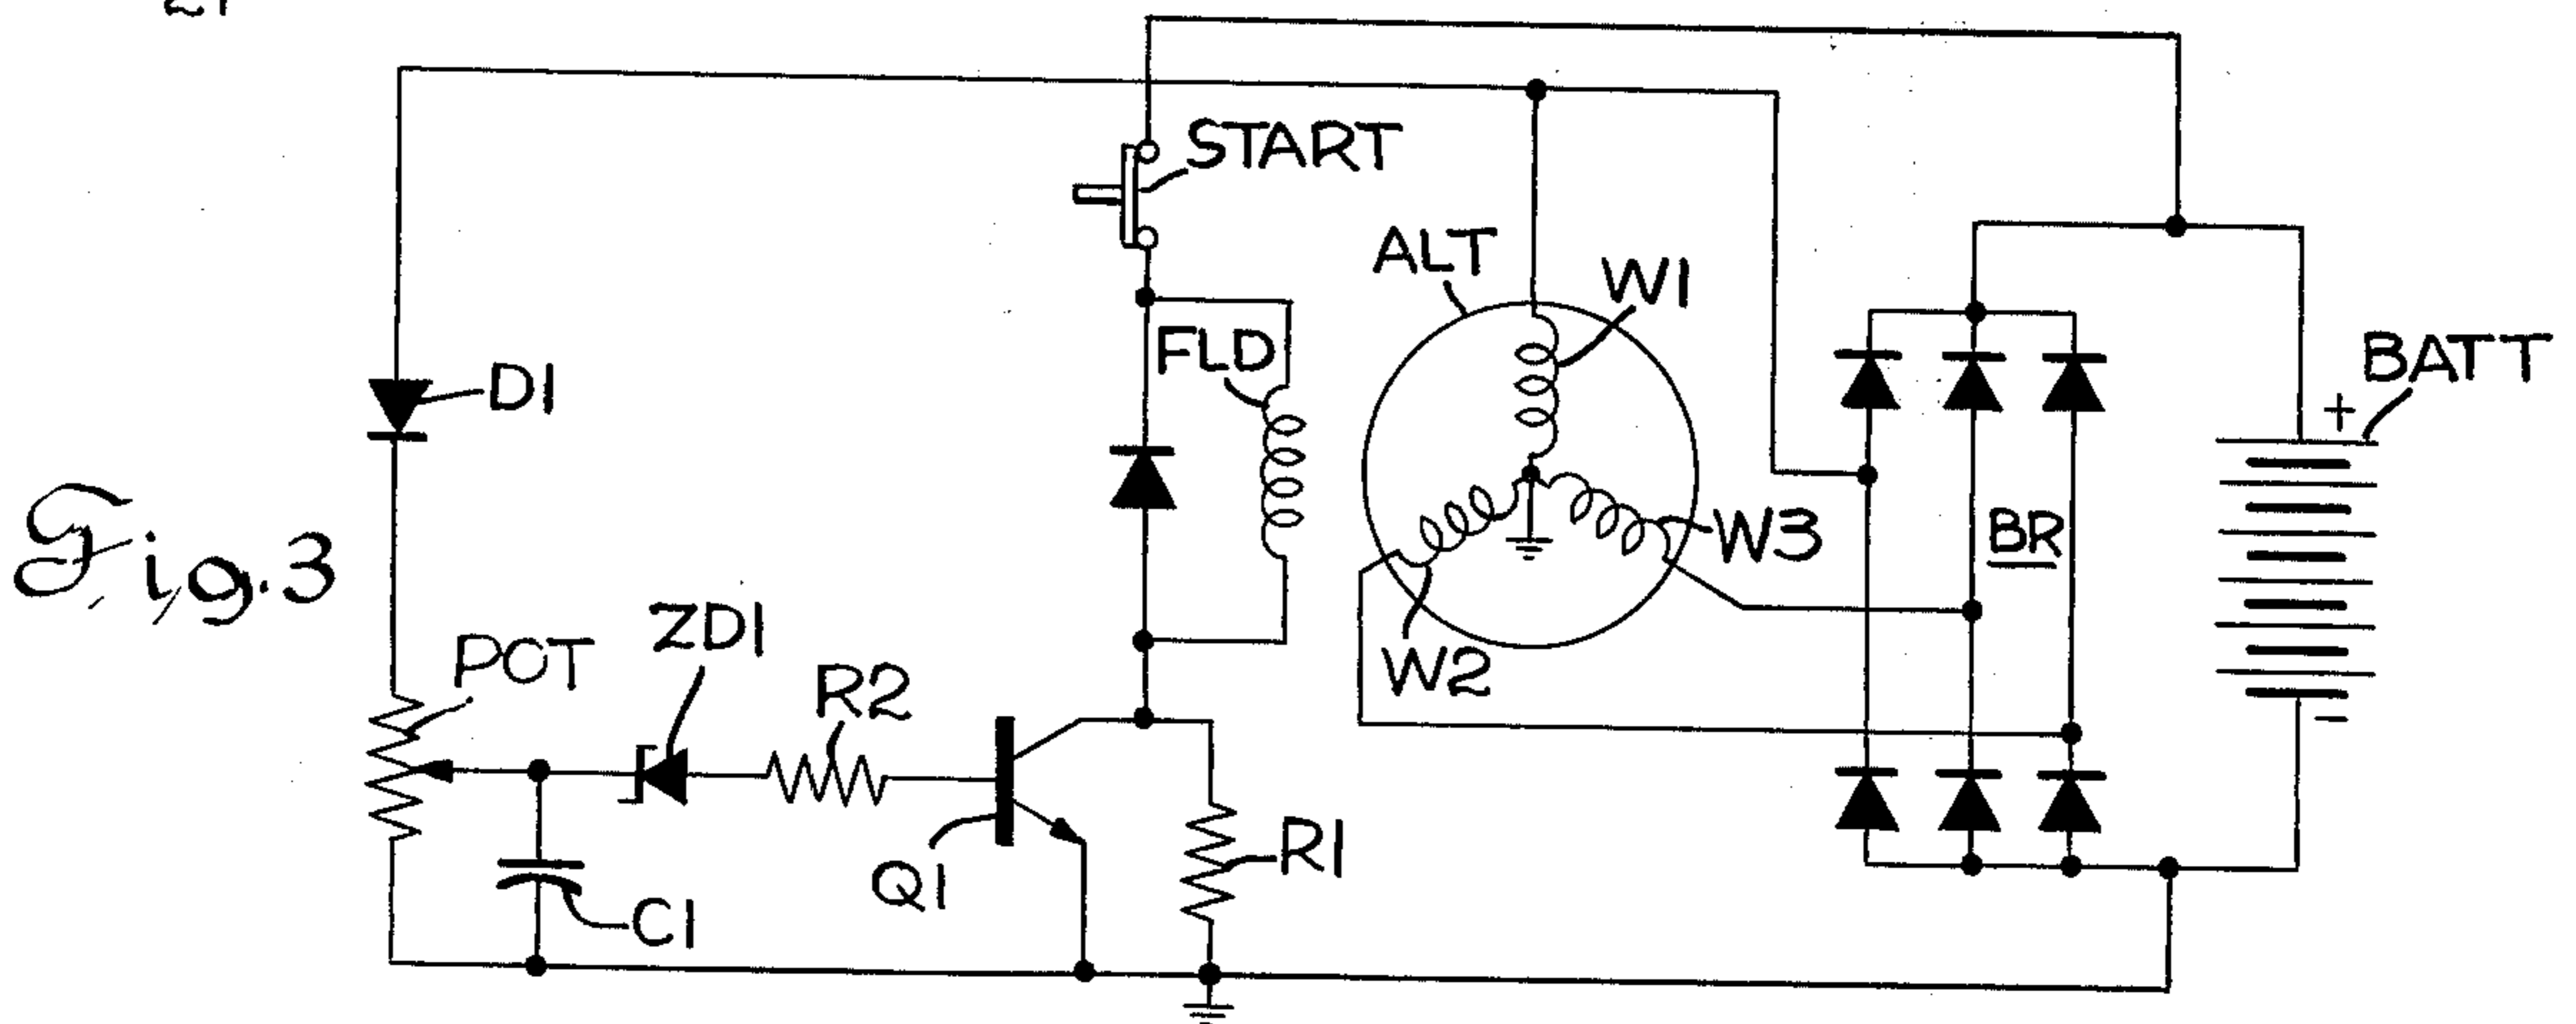 START
ALT
W1
FLD
BATT
+
D1
Fig. 3
W3
BR
ZD1
POT
R2
W2
−
Q1
R1
C1